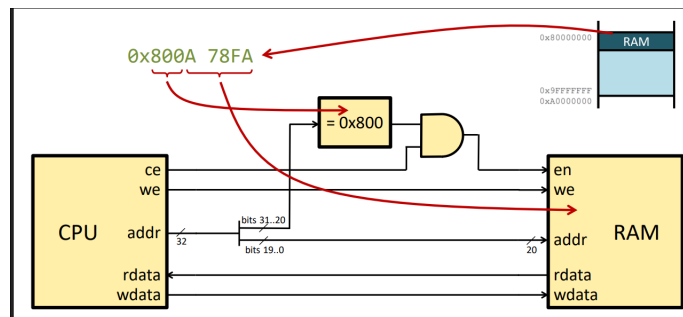 0x80000000
RAM
0x800A 78FA
0x9FFFFFFF
0xA0000000
= 0x800
ce
en
we
we
bits 31..20
CPU
addr
32
bits 19..0
20
addr
RAM
rdata
rdata
wdata
wdata